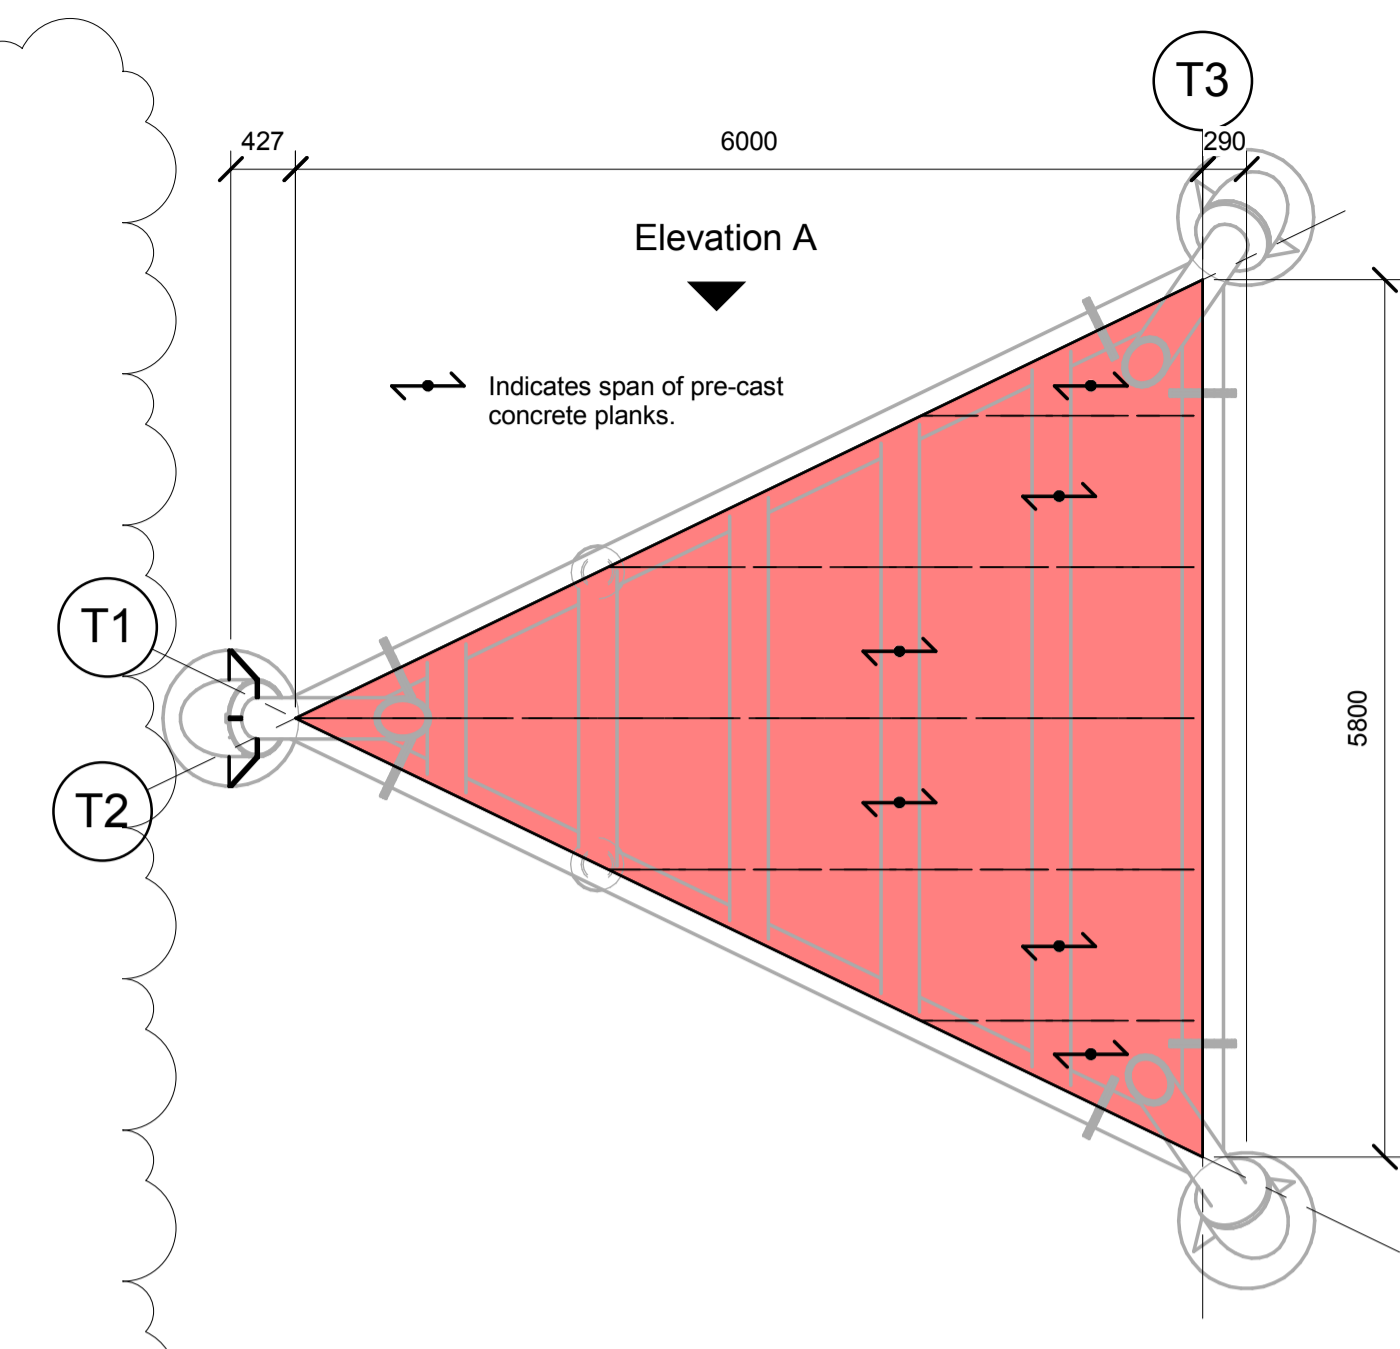 T3
427
6000
290
Elevation A
Indicates span of pre-cast
concrete planks.
T1
5800
T2